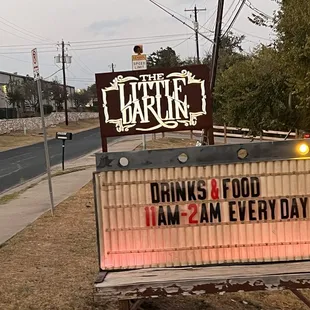 THE
LITTLE
DARLIN'
DRINKS & FOOD
11AM-2AM EVERY DAY